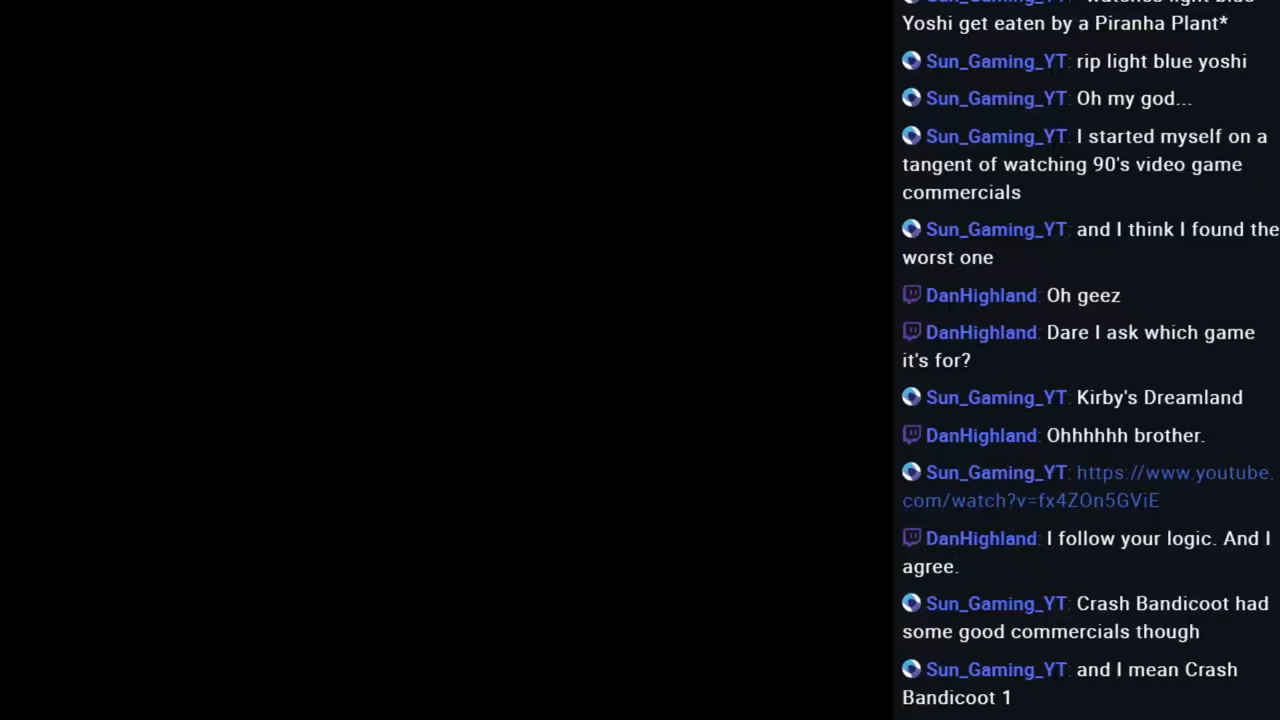 Yoshi get eaten by a Piranha Plant*
Sun_Gaming_YT: rip light blue yoshi
Sun_Gaming_YT: Oh my god...
Sun_Gaming_YT: I started myself on a
tangent of watching 90's video game
commercials
Sun_Gaming_YT: and I think I found the
worst one
DanHighland: Oh geez
DanHighland: Dare I ask which game
it's for?
Sun_Gaming_YT: Kirby's Dreamland
DanHighland: Ohhhhhh brother.
Sun_Gaming_YT: https://www.youtube.
com/watch?v=fx4ZOn5GViE
DanHighland: I follow your logic. And I
agree.
Sun_Gaming_YT: Crash Bandicoot had
some good commercials though
Sun_Gaming_YT: and I mean Crash
Bandicoot 1